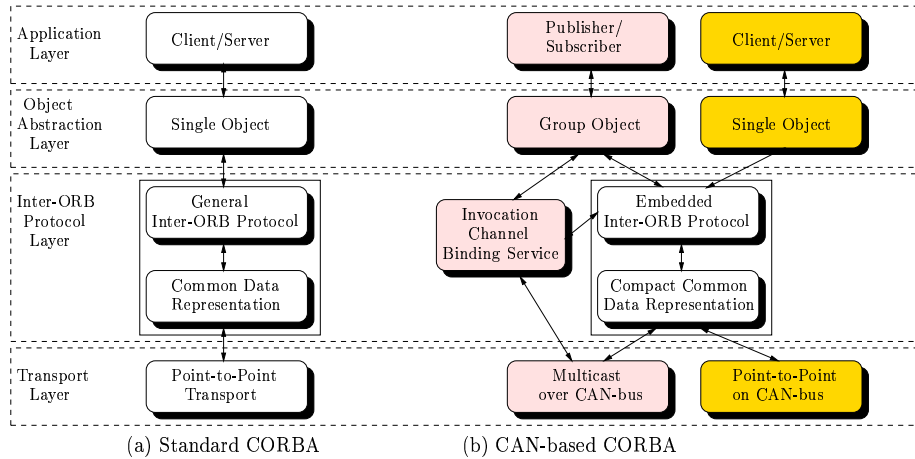 Application
Layer
Client/Server
Publisher/
Subscriber
Client/Server
Object
Abstraction
Layer
Single Object
Group Object
Single Object
Inter-ORB
Protocol
Layer
General
Inter-ORB Protocol
Common Data
Representation
Invocation
Channel
Binding Service
Embedded
Inter-ORB Protocol
Compact Common
Data Representation
Transport
Layer
Point-to-Point
Transport
Multicast
over CAN-bus
Point-to-Point
on CAN-bus
(a) Standard CORBA
(b) CAN-based CORBA